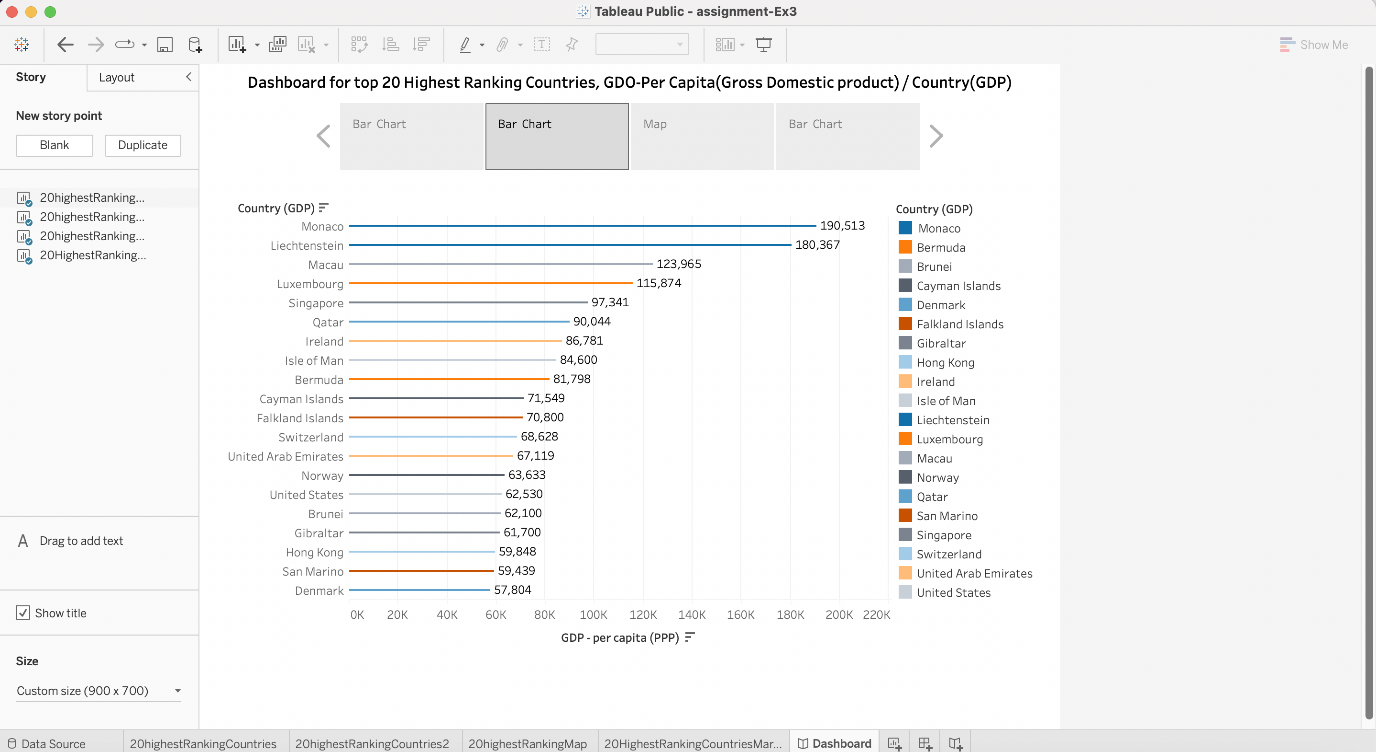 Tableau Public - assignment-Ex3
Show Me
Story
Layout
New story point
Blank
Duplicate
20highestRanking...
20highestRanking...
20highestRanking...
20HighestRanking...
A Drag to add text
Show title
Size
Custom size (900 x 700)
Dashboard for top 20 Highest Ranking Countries, GDO-Per Capita(Gross Domestic product) / Country(GDP)
Bar Chart
Bar Chart
Map
Bar Chart
Country (GDP)
Monaco 190,513
Liechtenstein 180,367
Macau 123,965
Luxembourg 115,874
Singapore 97,341
Qatar 90,044
Ireland 86,781
Isle of Man 84,600
Bermuda 81,798
Cayman Islands 71,549
Falkland Islands 70,800
Switzerland 68,628
United Arab Emirates 67,119
Norway 63,633
United States 62,530
Brunei 62,100
Gibraltar 61,700
Hong Kong 59,848
San Marino 59,439
Denmark 57,804
0K 20K 40K 60K 80K 100K 120K 140K 160K 180K 200K 220K
GDP - per capita (PPP)
Country (GDP)
Monaco
Bermuda
Brunei
Cayman Islands
Denmark
Falkland Islands
Gibraltar
Hong Kong
Ireland
Isle of Man
Liechtenstein
Luxembourg
Macau
Norway
Qatar
San Marino
Singapore
Switzerland
United Arab Emirates
United States
Data Source
20highestRankingCountries
20highestRankingCountries2
20highestRankingMap
20HighestRankingCountriesMar...
Dashboard